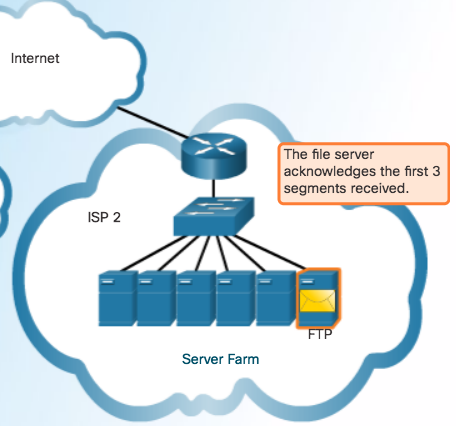 Internet
The file server
acknowledges the first 3
segments received.
ISP 2
FTP
Server Farm